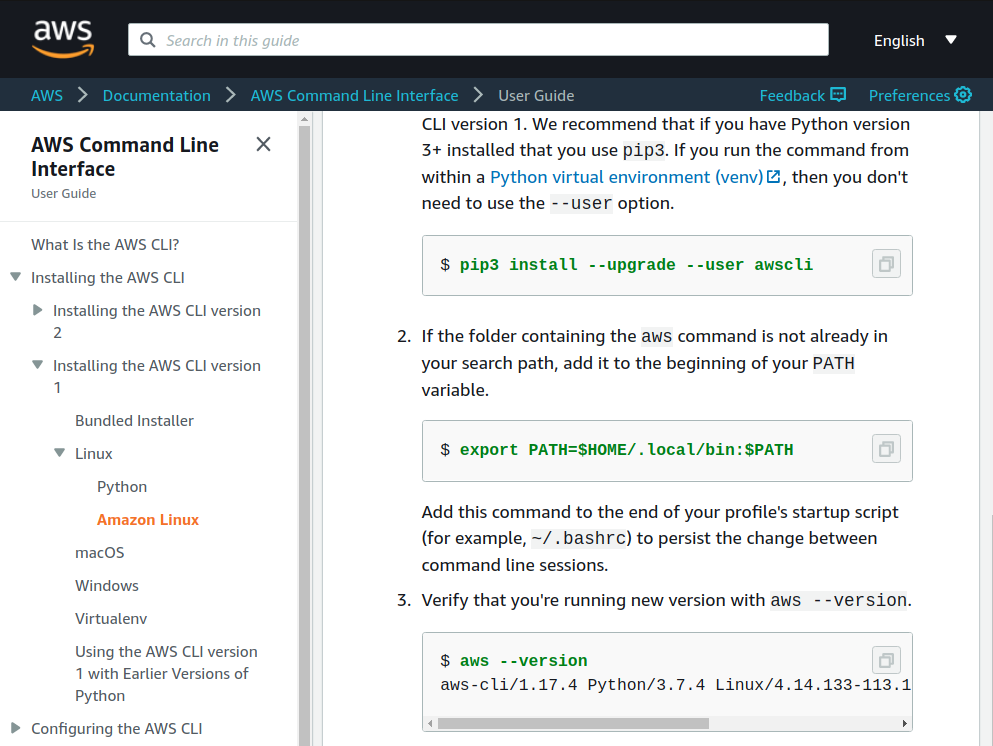 aws
Search in this guide
English
AWS
Documentation
AWS Command Line Interface
User Guide
Feedback
Preferences
AWS Command Line
Interface
User Guide
What Is the AWS CLI?
Installing the AWS CLI
Installing the AWS CLI version
2
Installing the AWS CLI version
1
Bundled Installer
Linux
Python
Amazon Linux
macOS
Windows
Virtualenv
Using the AWS CLI version
1 with Earlier Versions of
Python
Configuring the AWS CLI
CLI version 1. We recommend that if you have Python version
3+ installed that you use pip3. If you run the command from
within a Python virtual environment (venv), then you don't
need to use the --user option.
$ pip3 install --upgrade --user awscli
2. If the folder containing the aws command is not already in
your search path, add it to the beginning of your PATH
variable.
$ export PATH=$HOME/.local/bin:$PATH
Add this command to the end of your profile's startup script
(for example, ~/.bashrc) to persist the change between
command line sessions.
3. Verify that you're running new version with aws --version.
$ aws --version
aws-cli/1.17.4 Python/3.7.4 Linux/4.14.133-113.1